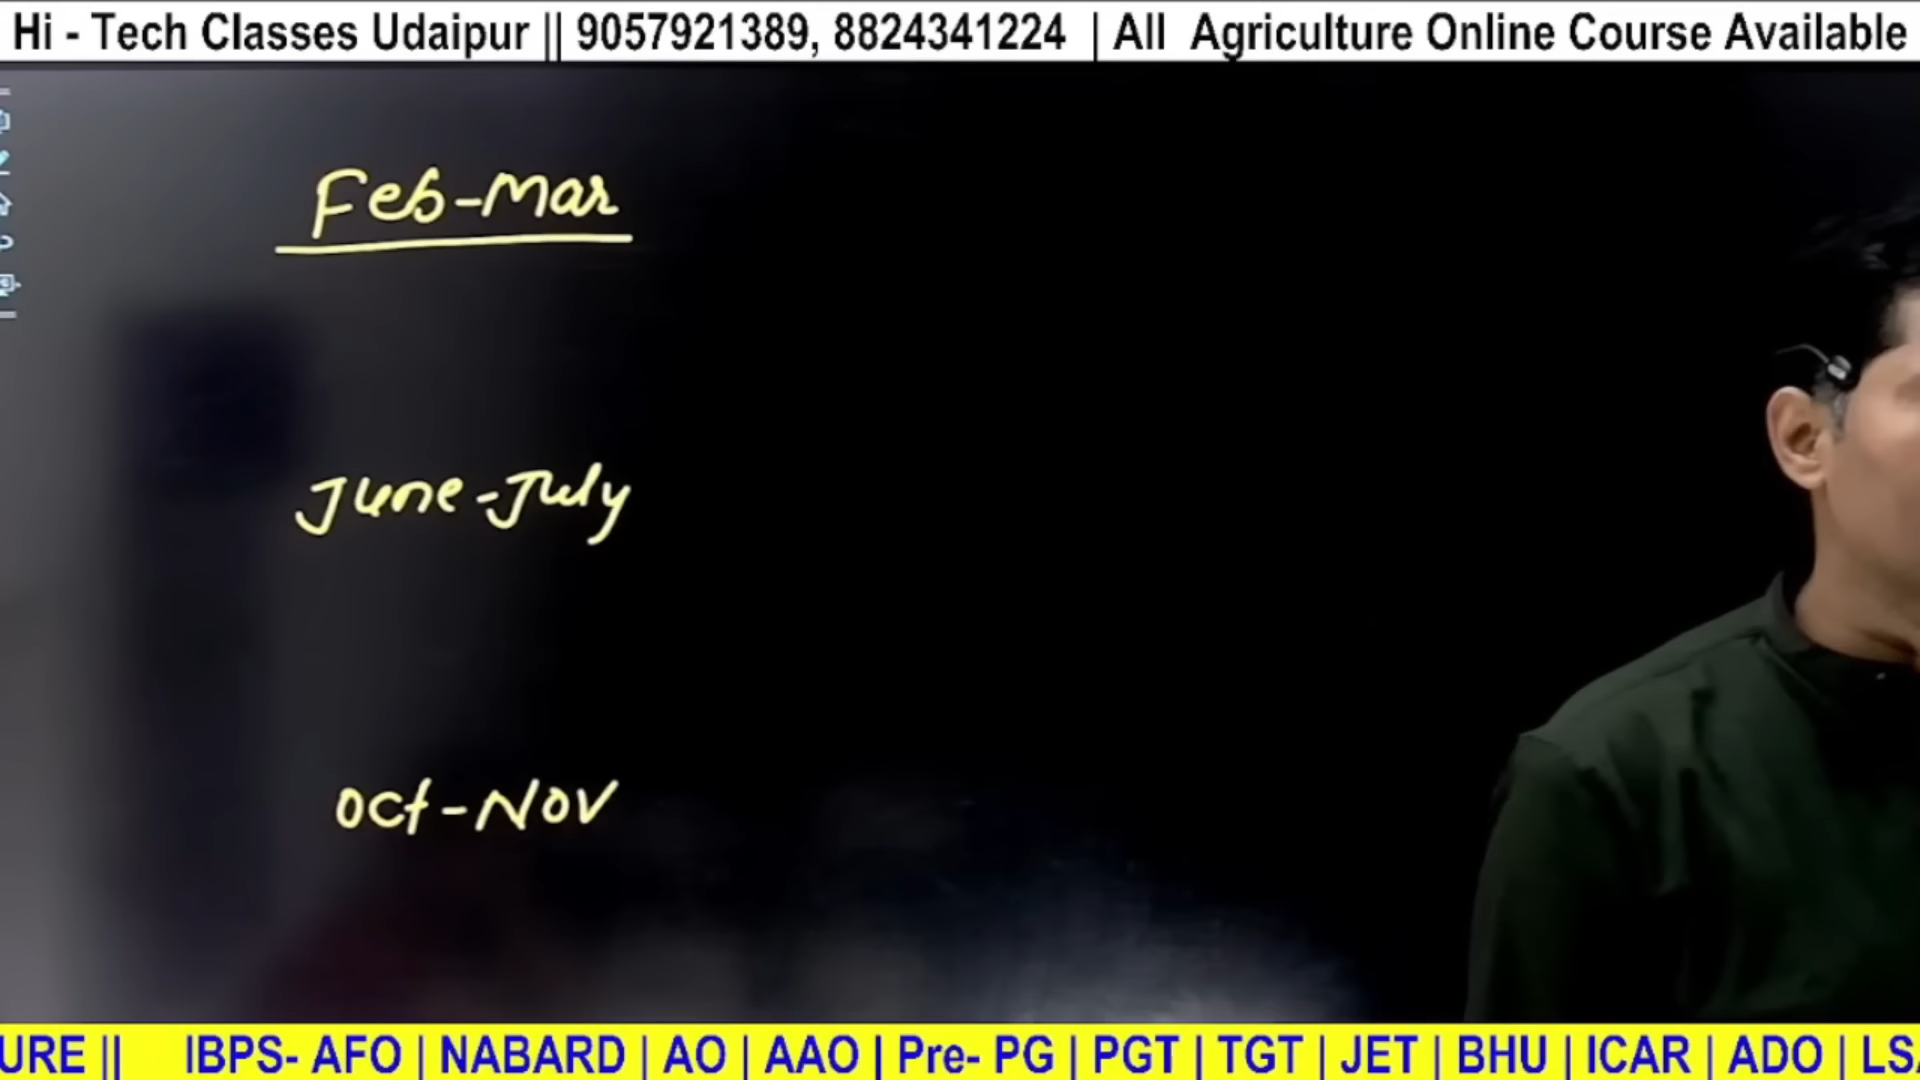 Hi - Tech Classes Udaipur || 9057921389, 8824341224 | All Agriculture Online Course Available
Feb-Mar
June-July
Oct-Nov
URE || IBPS- AFO | NABARD | AO | AAO | Pre- PG | PGT | TGT | JET | BHU | ICAR | ADO | LSA